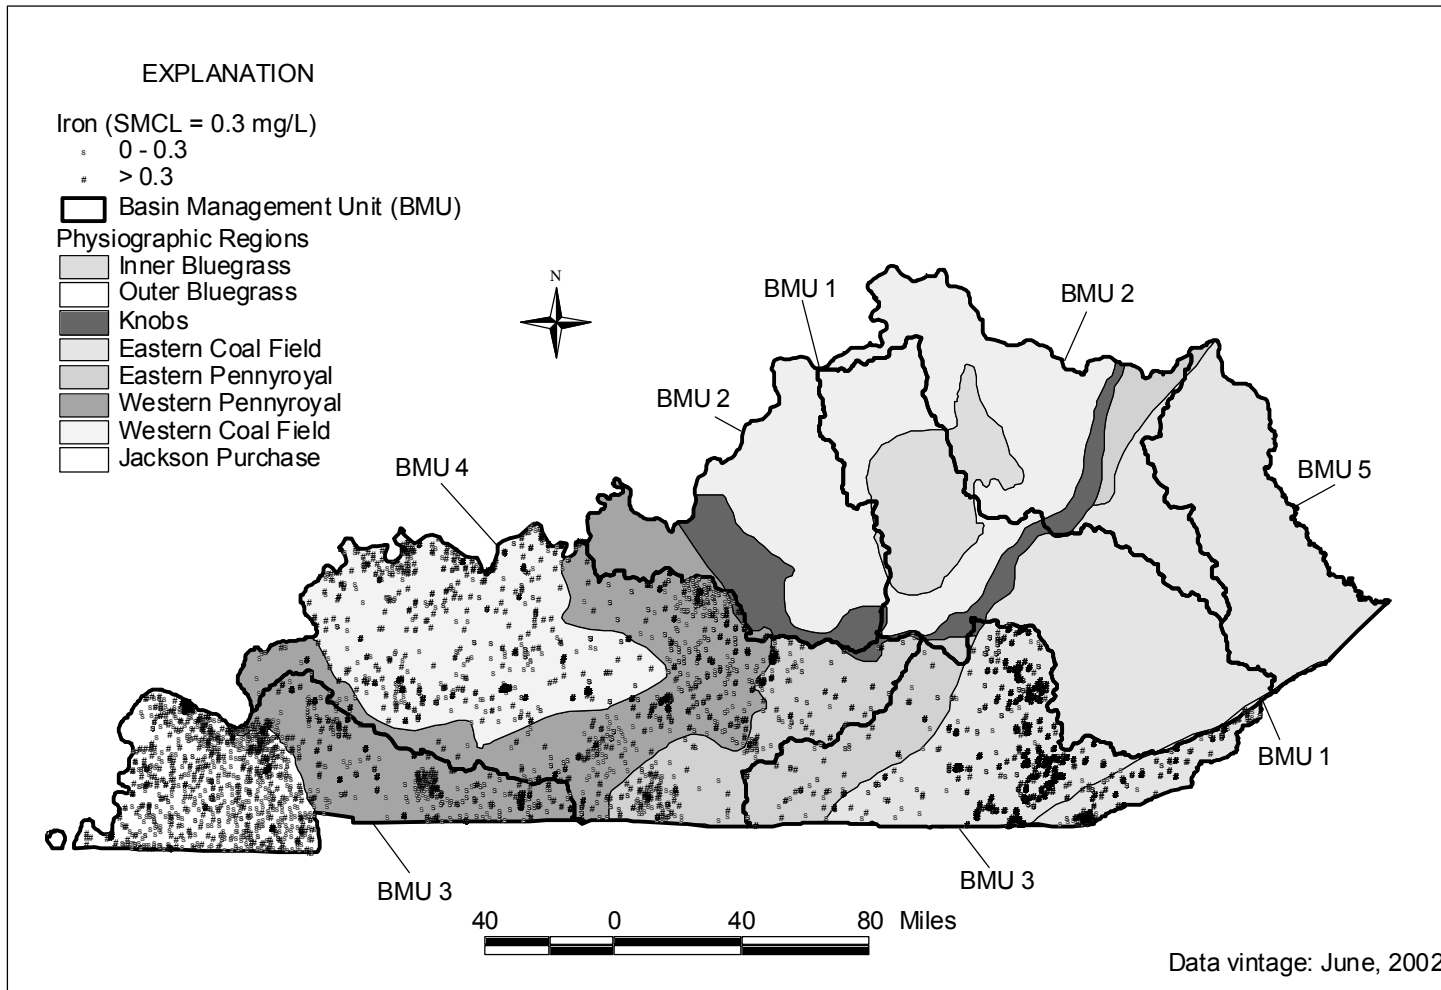 EXPLANATION
Iron (SMCL = 0.3 mg/L)
s 0 - 0.3
# > 0.3
Basin Management Unit (BMU)
Physiographic Regions
Inner Bluegrass
Outer Bluegrass
Knobs
Eastern Coal Field
Eastern Pennyroyal
Western Pennyroyal
Western Coal Field
Jackson Purchase
N
BMU 1
BMU 2
BMU 2
BMU 4
BMU 5
BMU 1
BMU 3
BMU 3
40 0 40 80 Miles
Data vintage: June, 2002